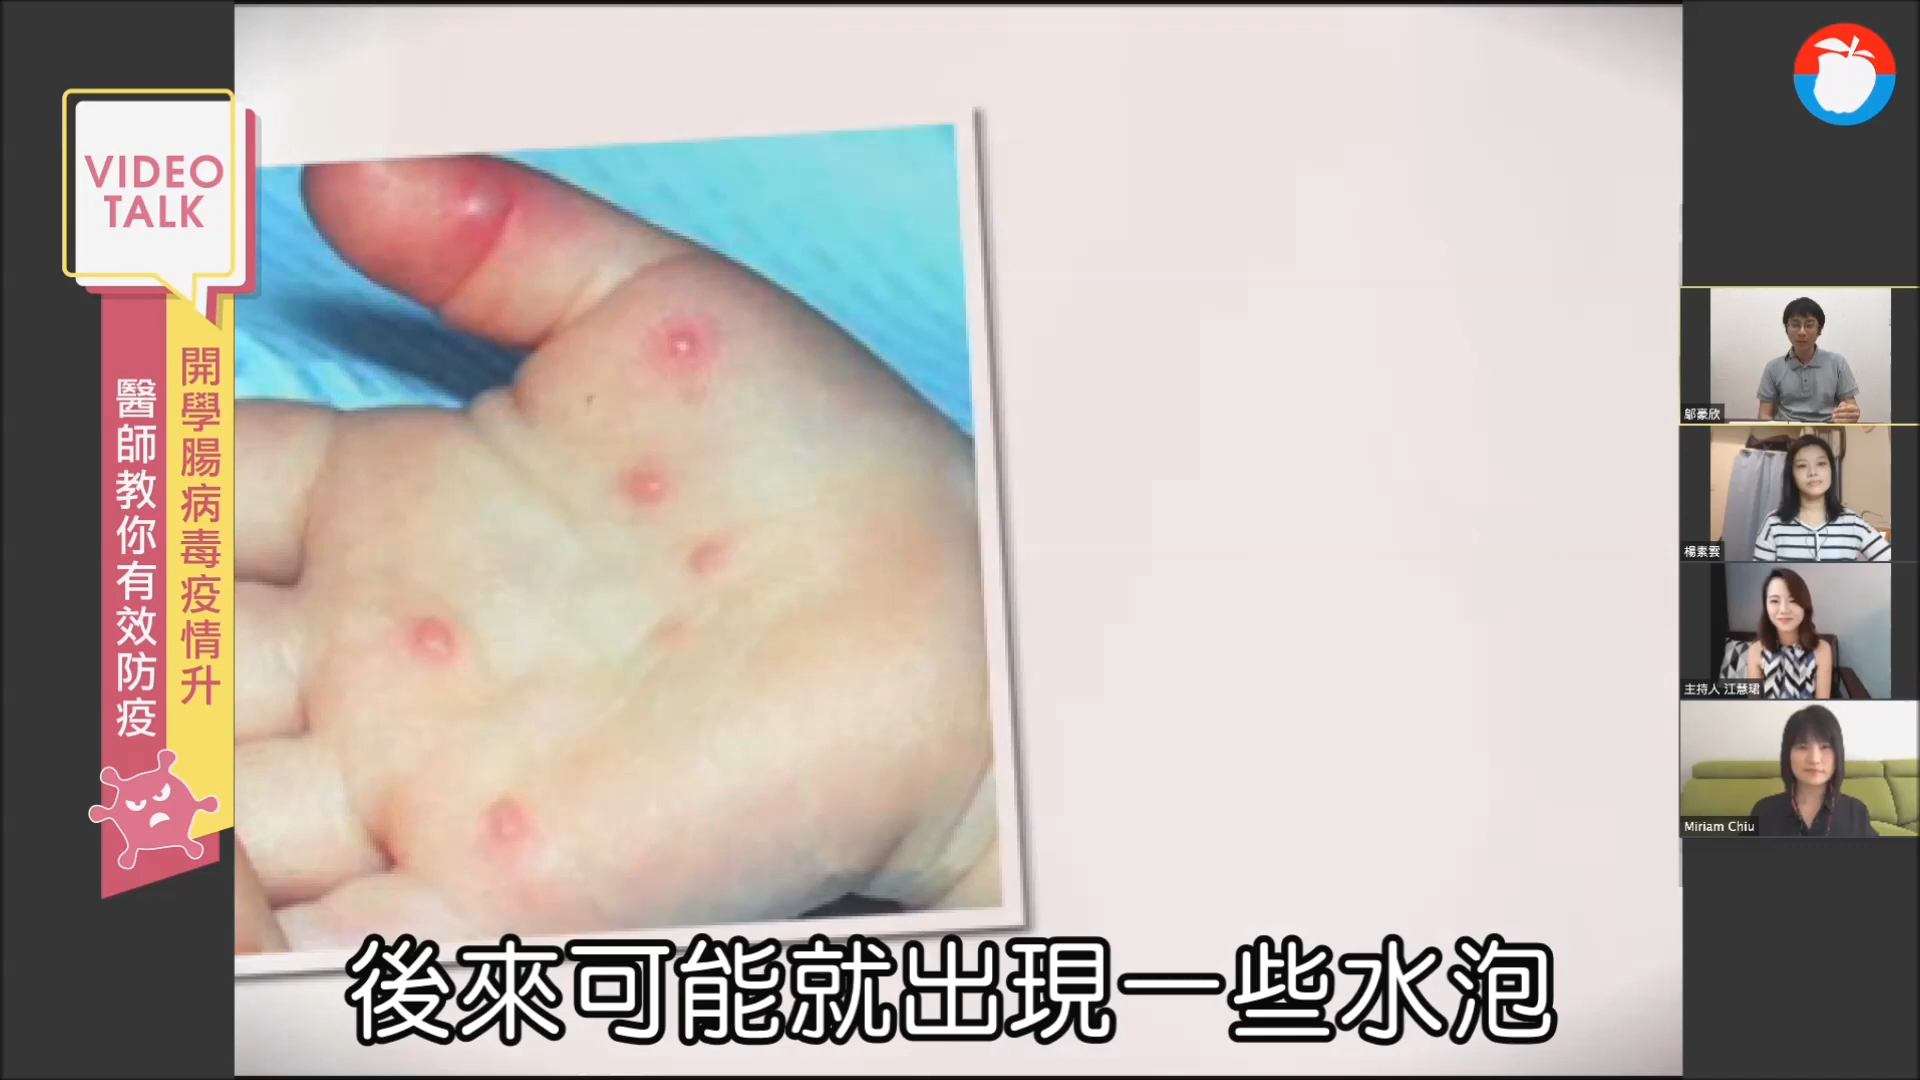 VIDEO
TALK
開學腸病毒疫情升
醫師教你有效防疫
鄔豪欣
楊素雲
主持人 江慧珺
Miriam Chiu
後來可能就出現一些水泡